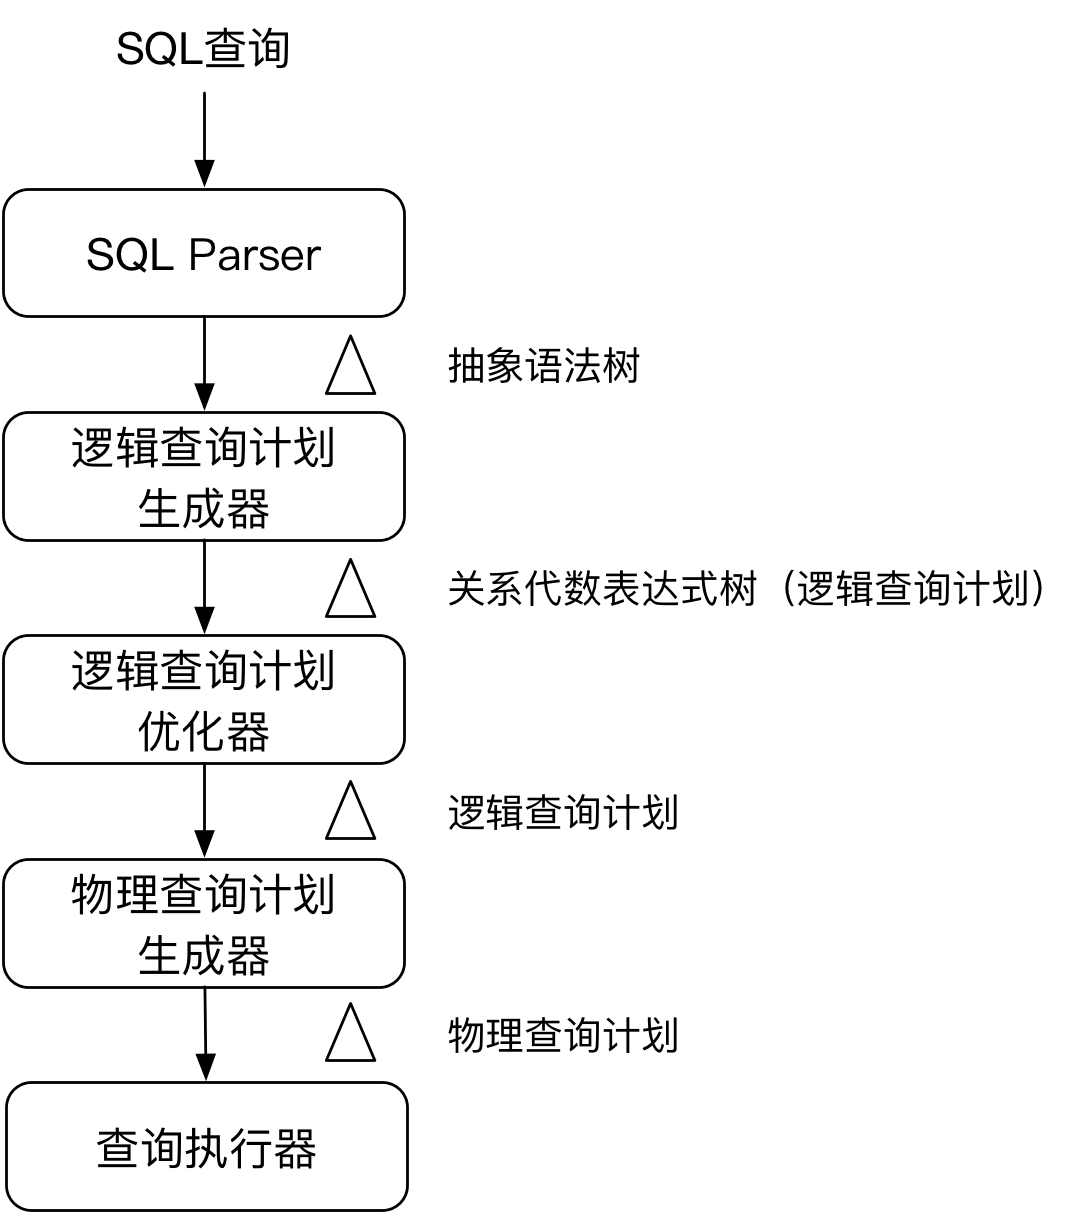 SQL查询
SQL Parser
抽象语法树
逻辑查询计划
生成器
关系代数表达式树（逻辑查询计划）
逻辑查询计划
优化器
逻辑查询计划
物理查询计划
生成器
物理查询计划
查询执行器